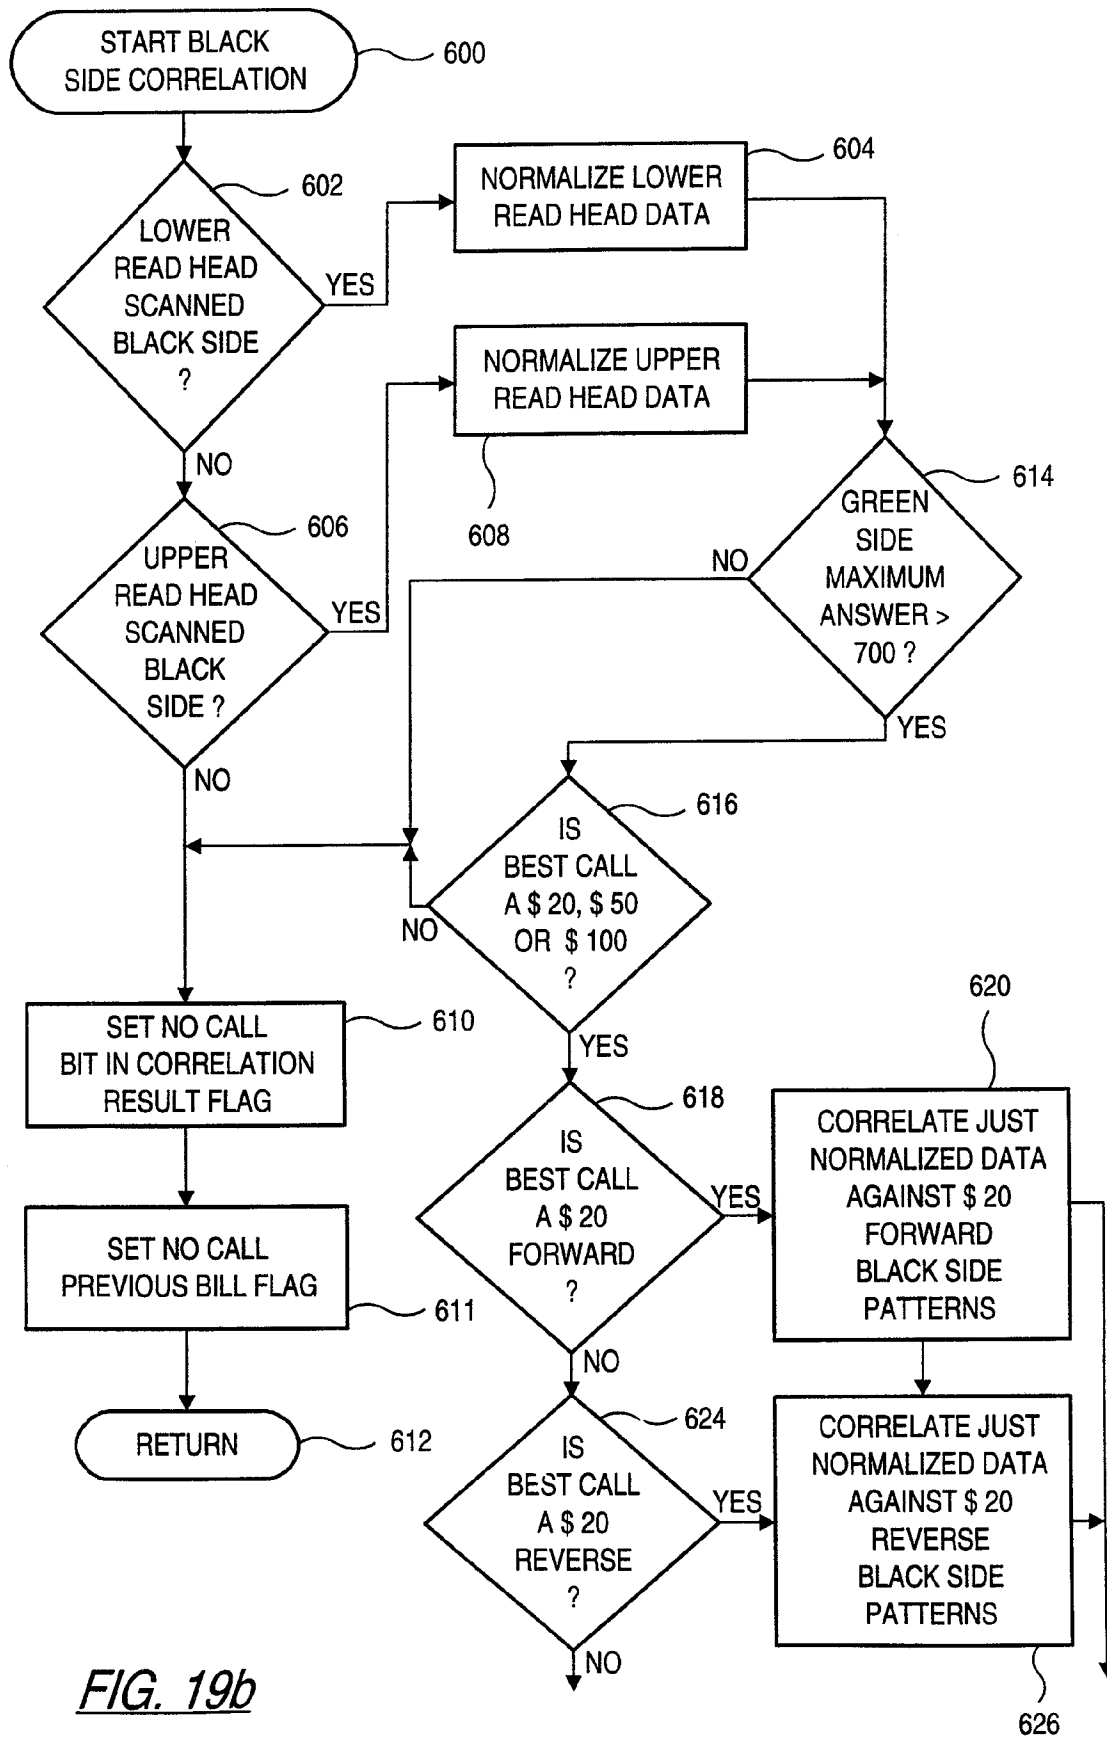 START BLACK
SIDE CORRELATION
600
602
LOWER
READ HEAD
SCANNED
BLACK SIDE
?
YES
NO
NORMALIZE LOWER
READ HEAD DATA
604
NORMALIZE UPPER
READ HEAD DATA
608
606
UPPER
READ HEAD
SCANNED
BLACK
SIDE ?
YES
NO
614
GREEN
SIDE
MAXIMUM
ANSWER >
700 ?
NO
YES
616
IS
BEST CALL
A $ 20, $ 50
OR $ 100
?
NO
YES
SET NO CALL
BIT IN CORRELATION
RESULT FLAG
610
SET NO CALL
PREVIOUS BILL FLAG
611
RETURN
612
618
IS
BEST CALL
A $ 20
FORWARD
?
YES
NO
620
CORRELATE JUST
NORMALIZED DATA
AGAINST $ 20
FORWARD
BLACK SIDE
PATTERNS
624
IS
BEST CALL
A $ 20
REVERSE
?
YES
NO
CORRELATE JUST
NORMALIZED DATA
AGAINST $ 20
REVERSE
BLACK SIDE
PATTERNS
626
FIG. 19b